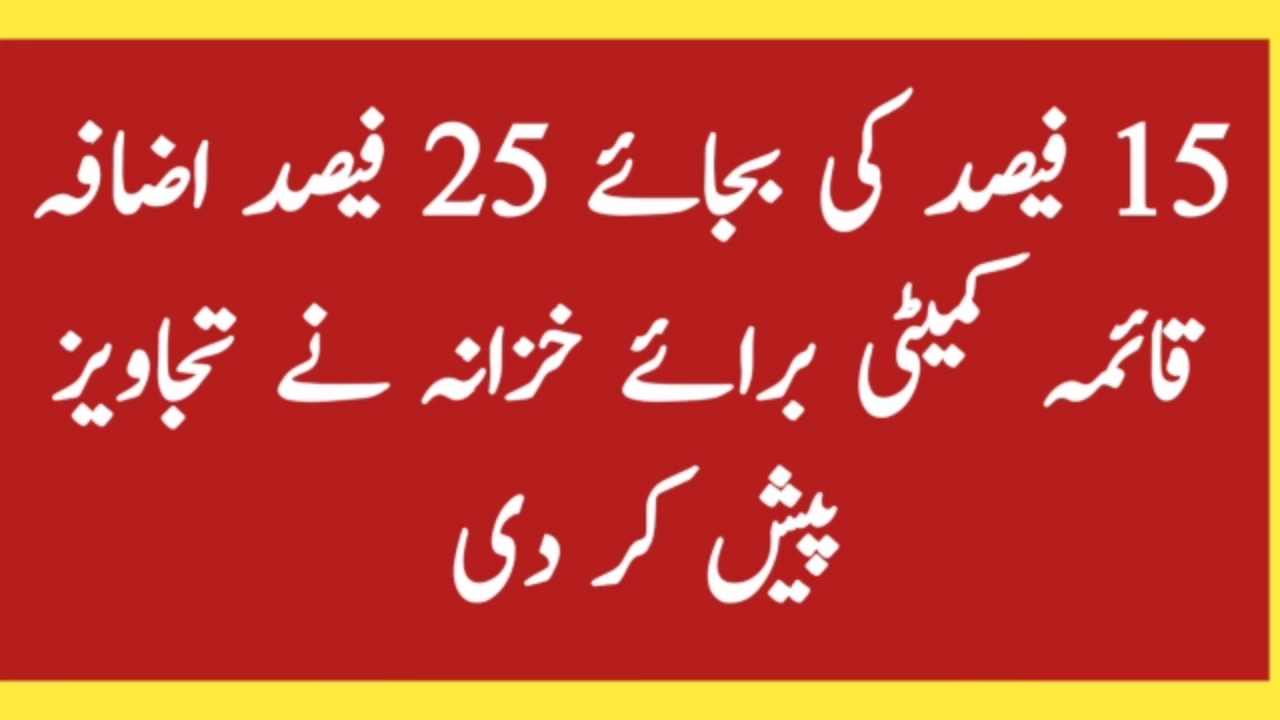 15 فیصد کی بجائے 25 فیصد اضافہ
قائمہ کمیٹی برائے خزانہ نے تجاویز
پیش کر دی